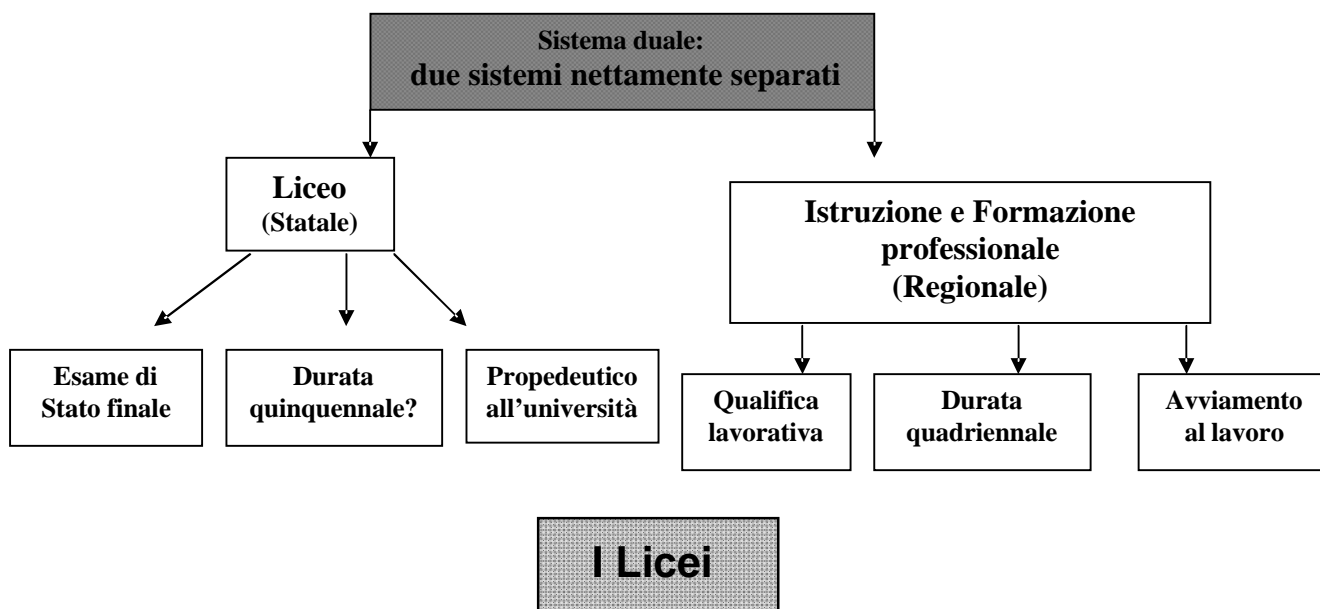 Sistema duale:
due sistemi nettamente separati
Liceo
(Statale)
Istruzione e Formazione
professionale
(Regionale)
Esame di
Stato finale
Durata
quinquennale?
Propedeutico
all'università
Qualifica
lavorativa
Durata
quadriennale
Avviamento
al lavoro
I Licei